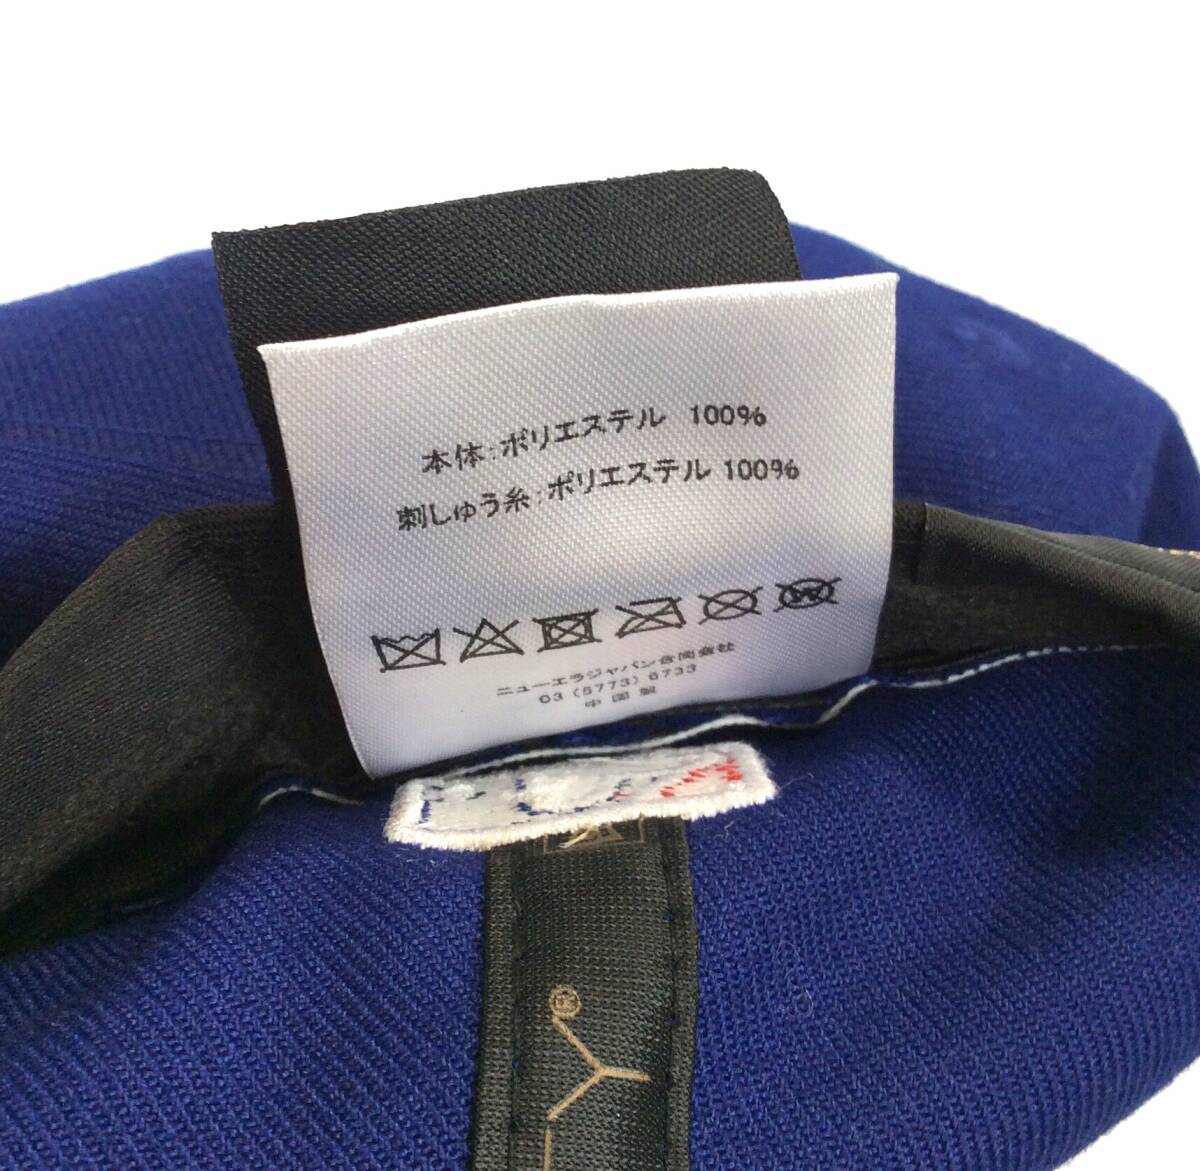 本体:ポリエステル 100%
刺しゅう糸:ポリエステル 100%
ニューエラジャパン合同会社
03 (5773) 6733
中国製